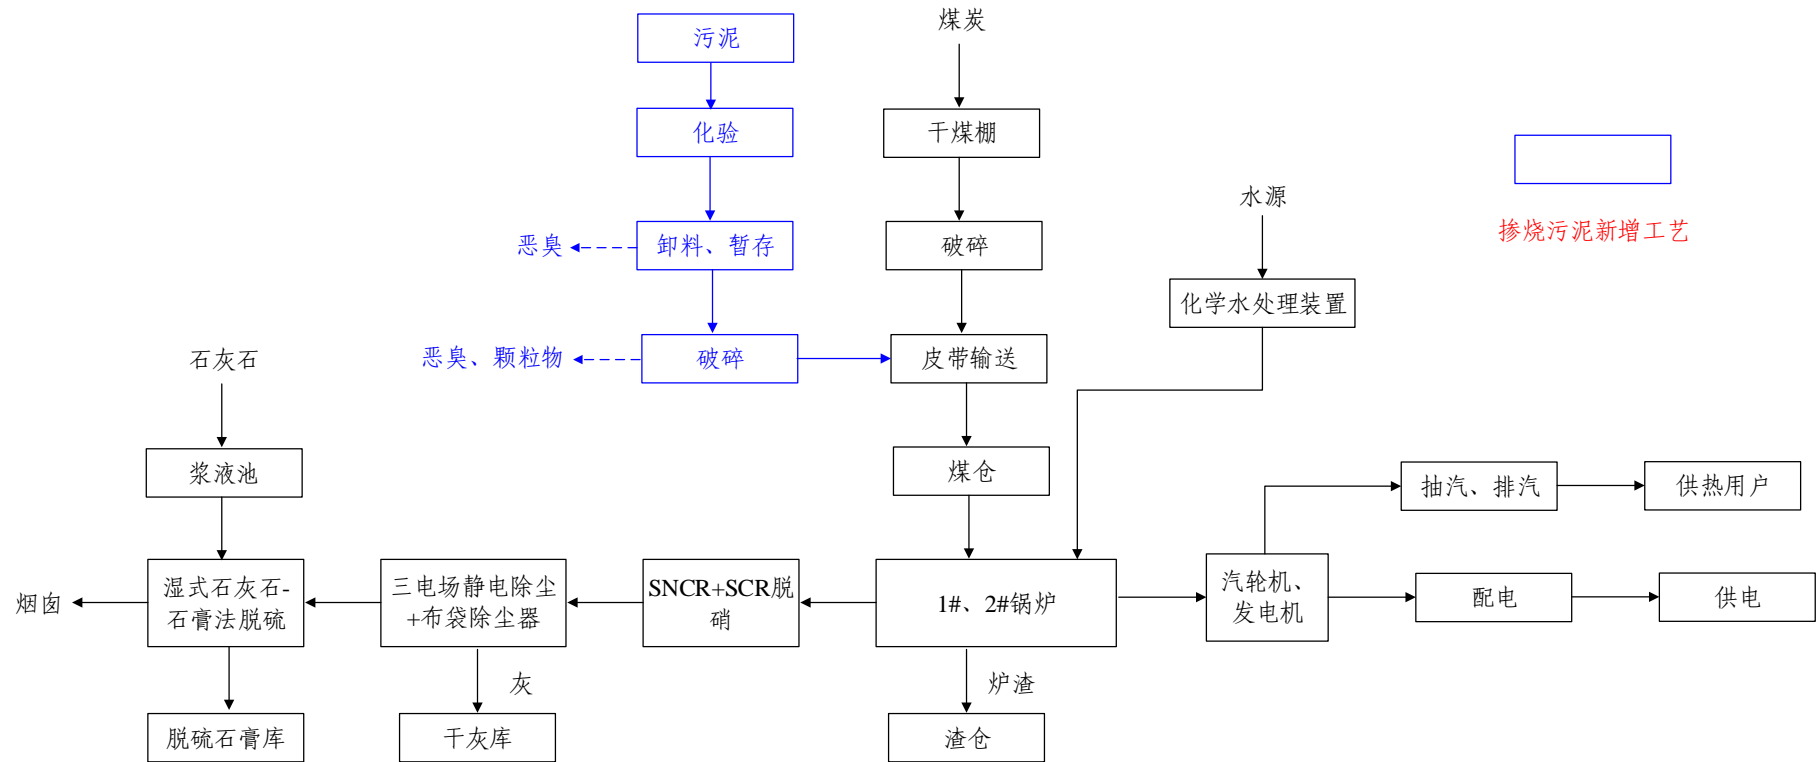 污泥
煤炭
化验
干煤棚
水源
恶臭
卸料、暂存
破碎
掺烧污泥新增工艺
化学水处理装置
石灰石
恶臭、颗粒物
破碎
皮带输送
浆液池
煤仓
抽汽、排汽
供热用户
烟囱
湿式石灰石-
石膏法脱硫
三电场静电除尘
+布袋除尘器
SNCR+SCR脱
硝
1#、2#锅炉
汽轮机、
发电机
配电
供电
灰
炉渣
脱硫石膏库
干灰库
渣仓